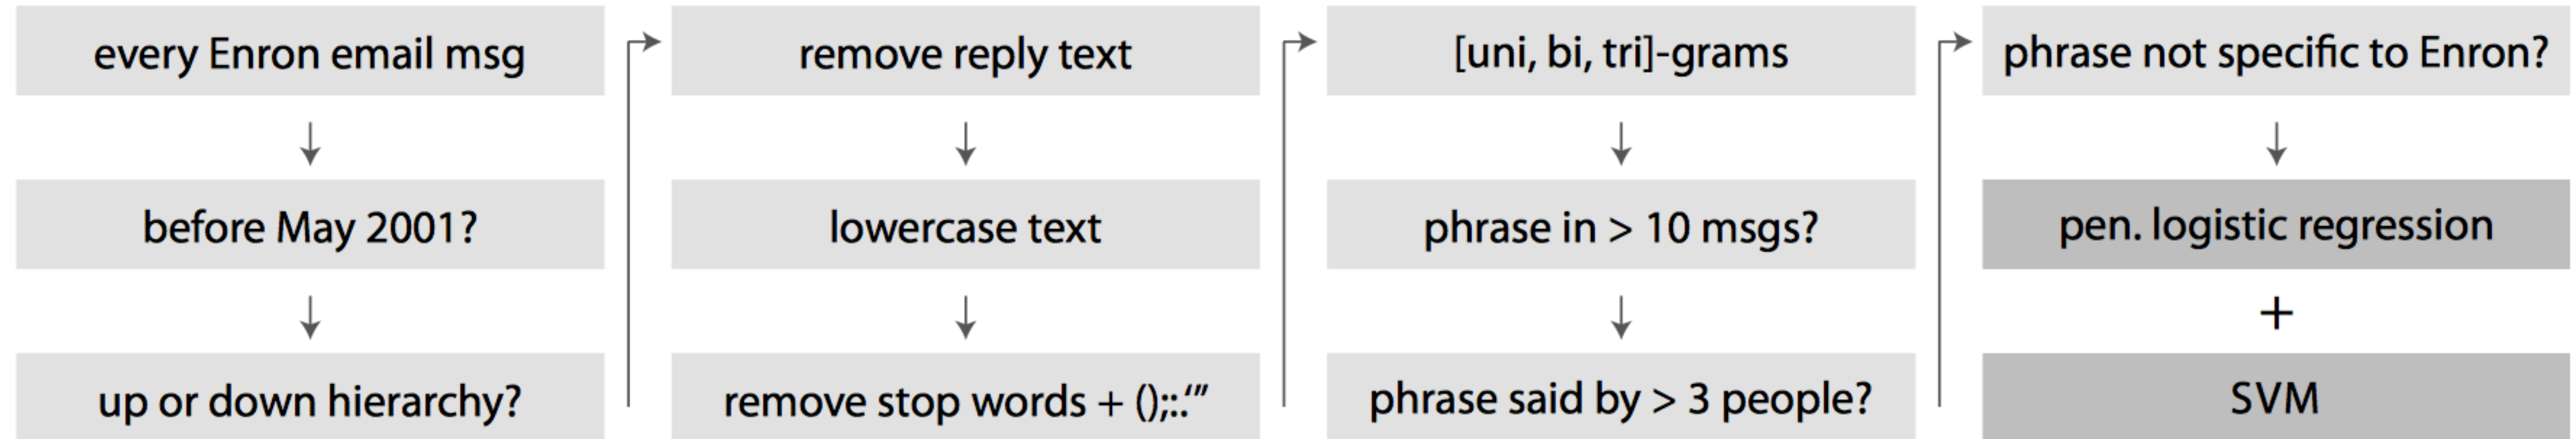 every Enron email msg
before May 2001?
up or down hierarchy?
remove reply text
lowercase text
remove stop words + ();:.‘”
[uni, bi, tri]-grams
phrase in > 10 msgs?
phrase said by > 3 people?
phrase not specific to Enron?
pen. logistic regression
+
SVM